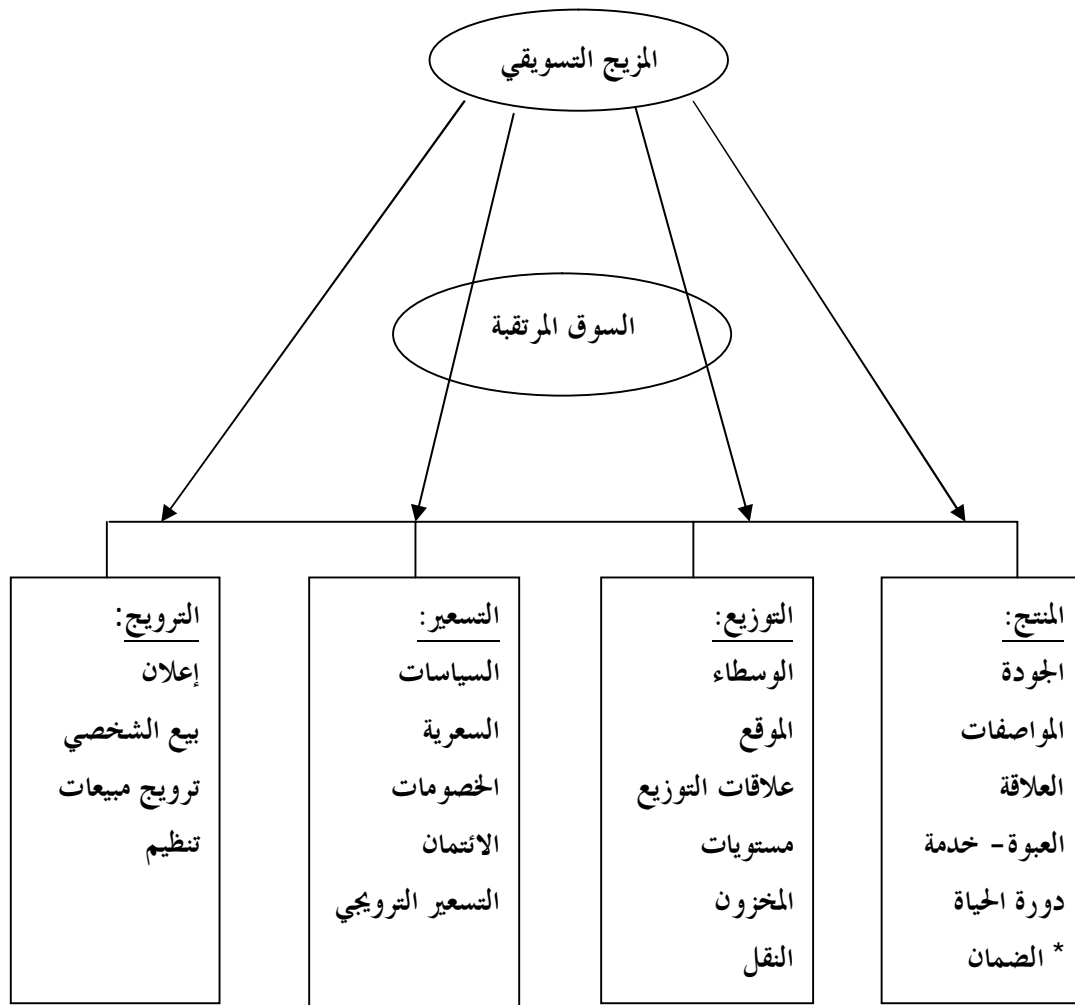 المزيج التسويقي
السوق المرتقبة
المنتج:
الجودة
المواصفات
العلاقة
العبوة- خدمة
دورة الحياة
* الضمان
التوزيع:
الوسطاء
الموقع
علاقات التوزيع
مستويات
المخزون
النقل
التسعير:
السياسات
السعرية
الخصومات
الائتمان
التسعير الترويجي
الترويج:
إعلان
بيع الشخصي
ترويج مبيعات
تنظيم